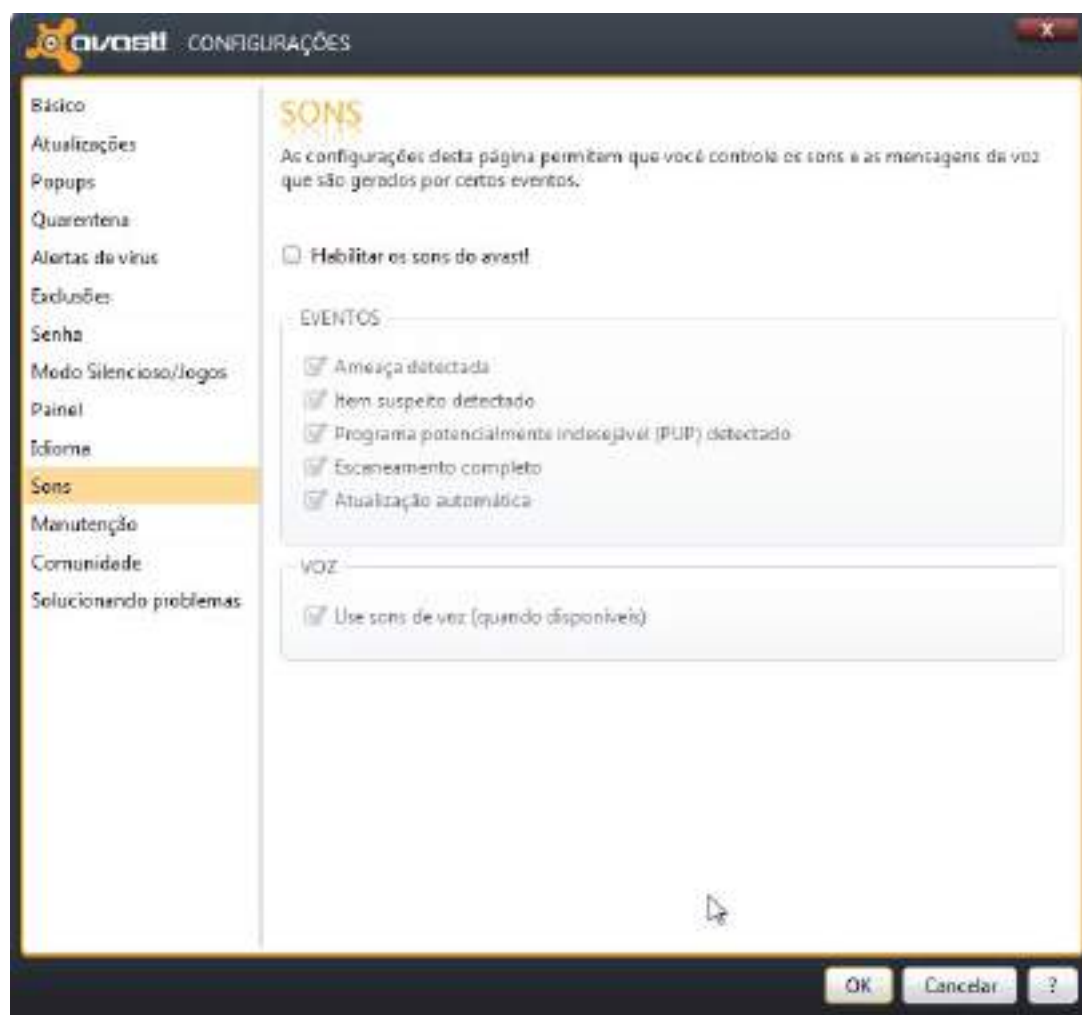 avast! CONFIGURAÇÕES
x
Básico
Atualizações
Popups
Quarentena
Alertas de vírus
Exclusões
Senha
Modo Silencioso/Jogos
Painel
Idioma
Sons
Manutenção
Comunidade
Solucionando problemas
SONS
As configurações desta página permitem que você controle os sons e as mensagens de voz
que são gerados por certos eventos.
Habilitar os sons do avast!
EVENTOS
Ameaça detectada
Item suspeito detectado
Programa potencialmente indesejável (PUP) detectado
Escaneamento completo
Atualização automática
VOZ
Use sons de voz (quando disponíveis)
OK
Cancelar
?